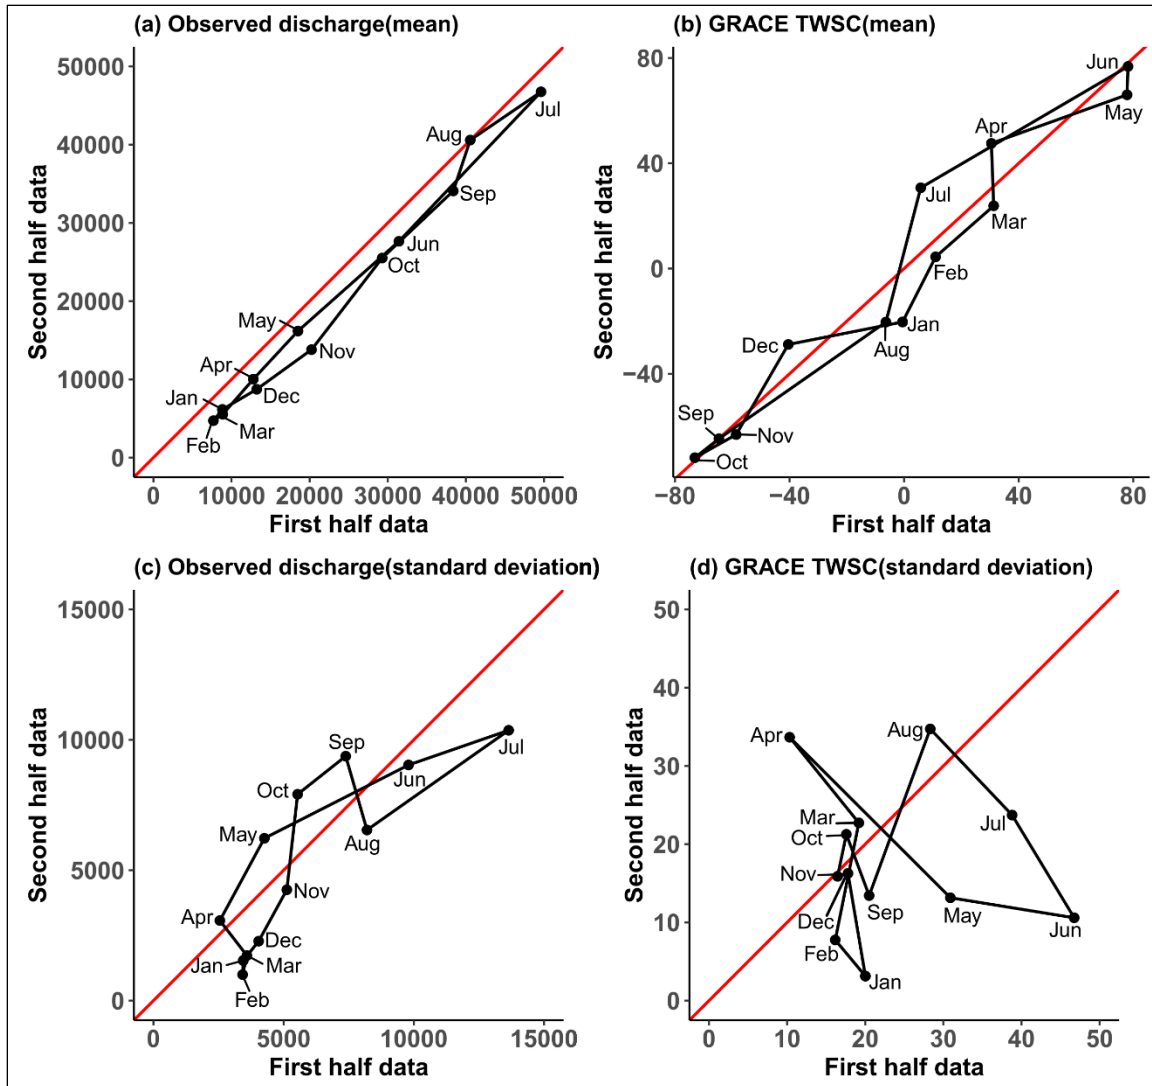 (a) Observed discharge(mean)
Second half data
50000
40000
30000
20000
10000
0
Jul
Aug
Sep
Jun
Oct
May
Nov
Apr
Dec
Jan
Mar
Feb
0 10000 20000 30000 40000 50000
First half data
(b) GRACE TWSC(mean)
Second half data
80
40
0
−40
Jun
May
Apr
Jul
Mar
Feb
Jan
Aug
Dec
Sep
Nov
Oct
−80 −40 0 40 80
First half data
(c) Observed discharge(standard deviation)
Second half data
15000
10000
5000
0
Sep
Jul
Jun
Oct
May
Aug
Nov
Apr
Dec
Jan
Mar
Feb
0 5000 10000 15000
First half data
(d) GRACE TWSC(standard deviation)
Second half data
50
40
30
20
10
0
Apr
Aug
Mar
Jul
Oct
Nov
Dec
Sep
May
Jun
Feb
Jan
0 10 20 30 40 50
First half data